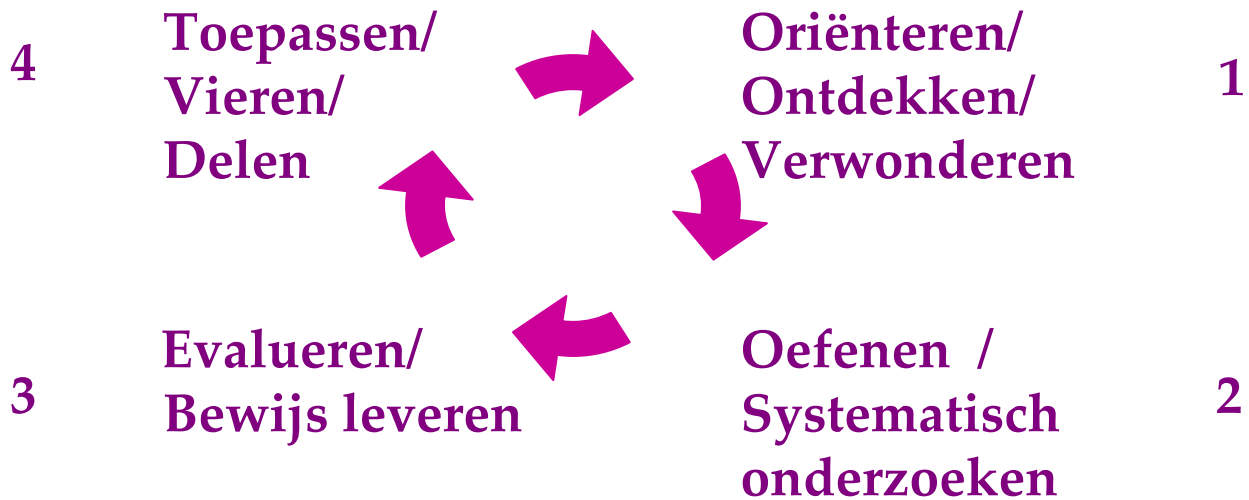 4
Toepassen/
Vieren/
Delen
Oriënteren/
Ontdekken/
Verwonderen
1
3
Evalueren/
Bewijs leveren
Oefenen /
Systematisch
onderzoeken
2